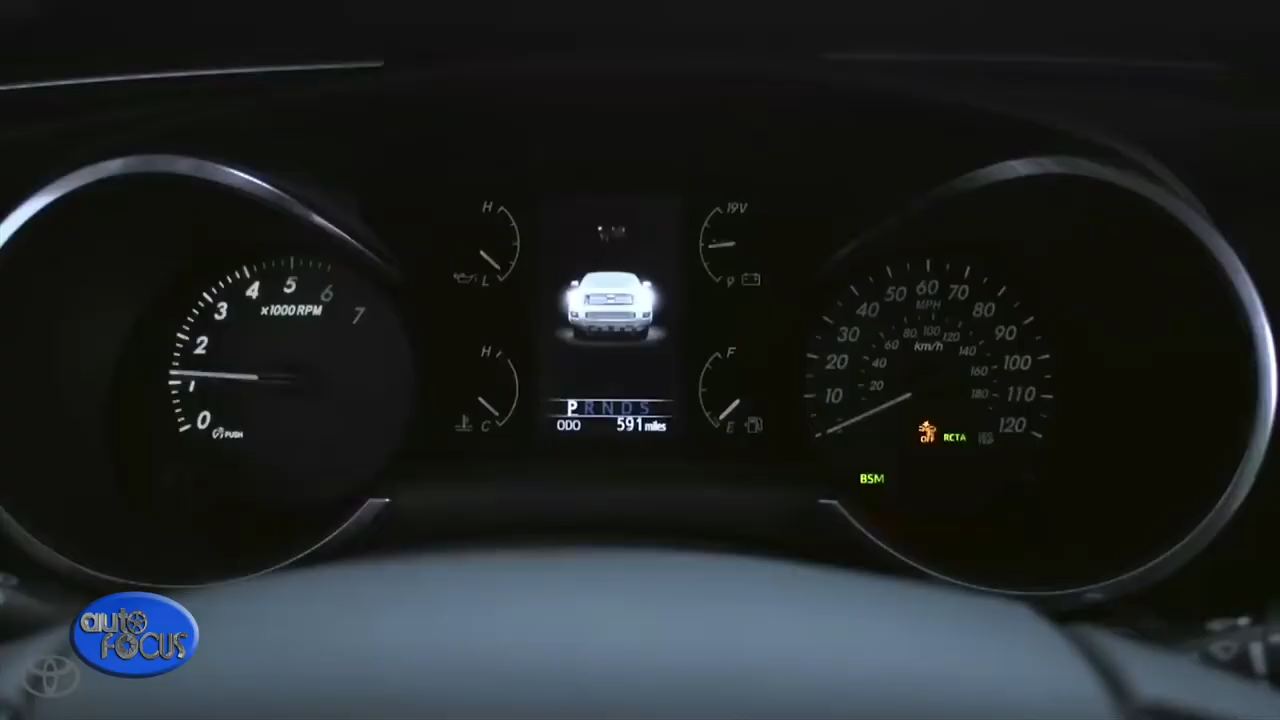 0
1
2
3
4
5
6
7
x1000 RPM
PUSH
H
L
H
C
P R N D S
ODO 591 miles
19V
9
F
E
10
20
30
40
50
60
70
80
90
100
110
120
MPH
20
40
60
80
100
120
140
160
180
km/h
OFF
RCTA
BSM
auto
FOCUS